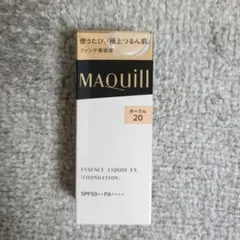 使うたび、「極上つるん肌」
ファンデ美容液
MAQuill
オークル
20
ESSENCE LIQUID EX
(FOUNDATION)
SPF50+・PA++++